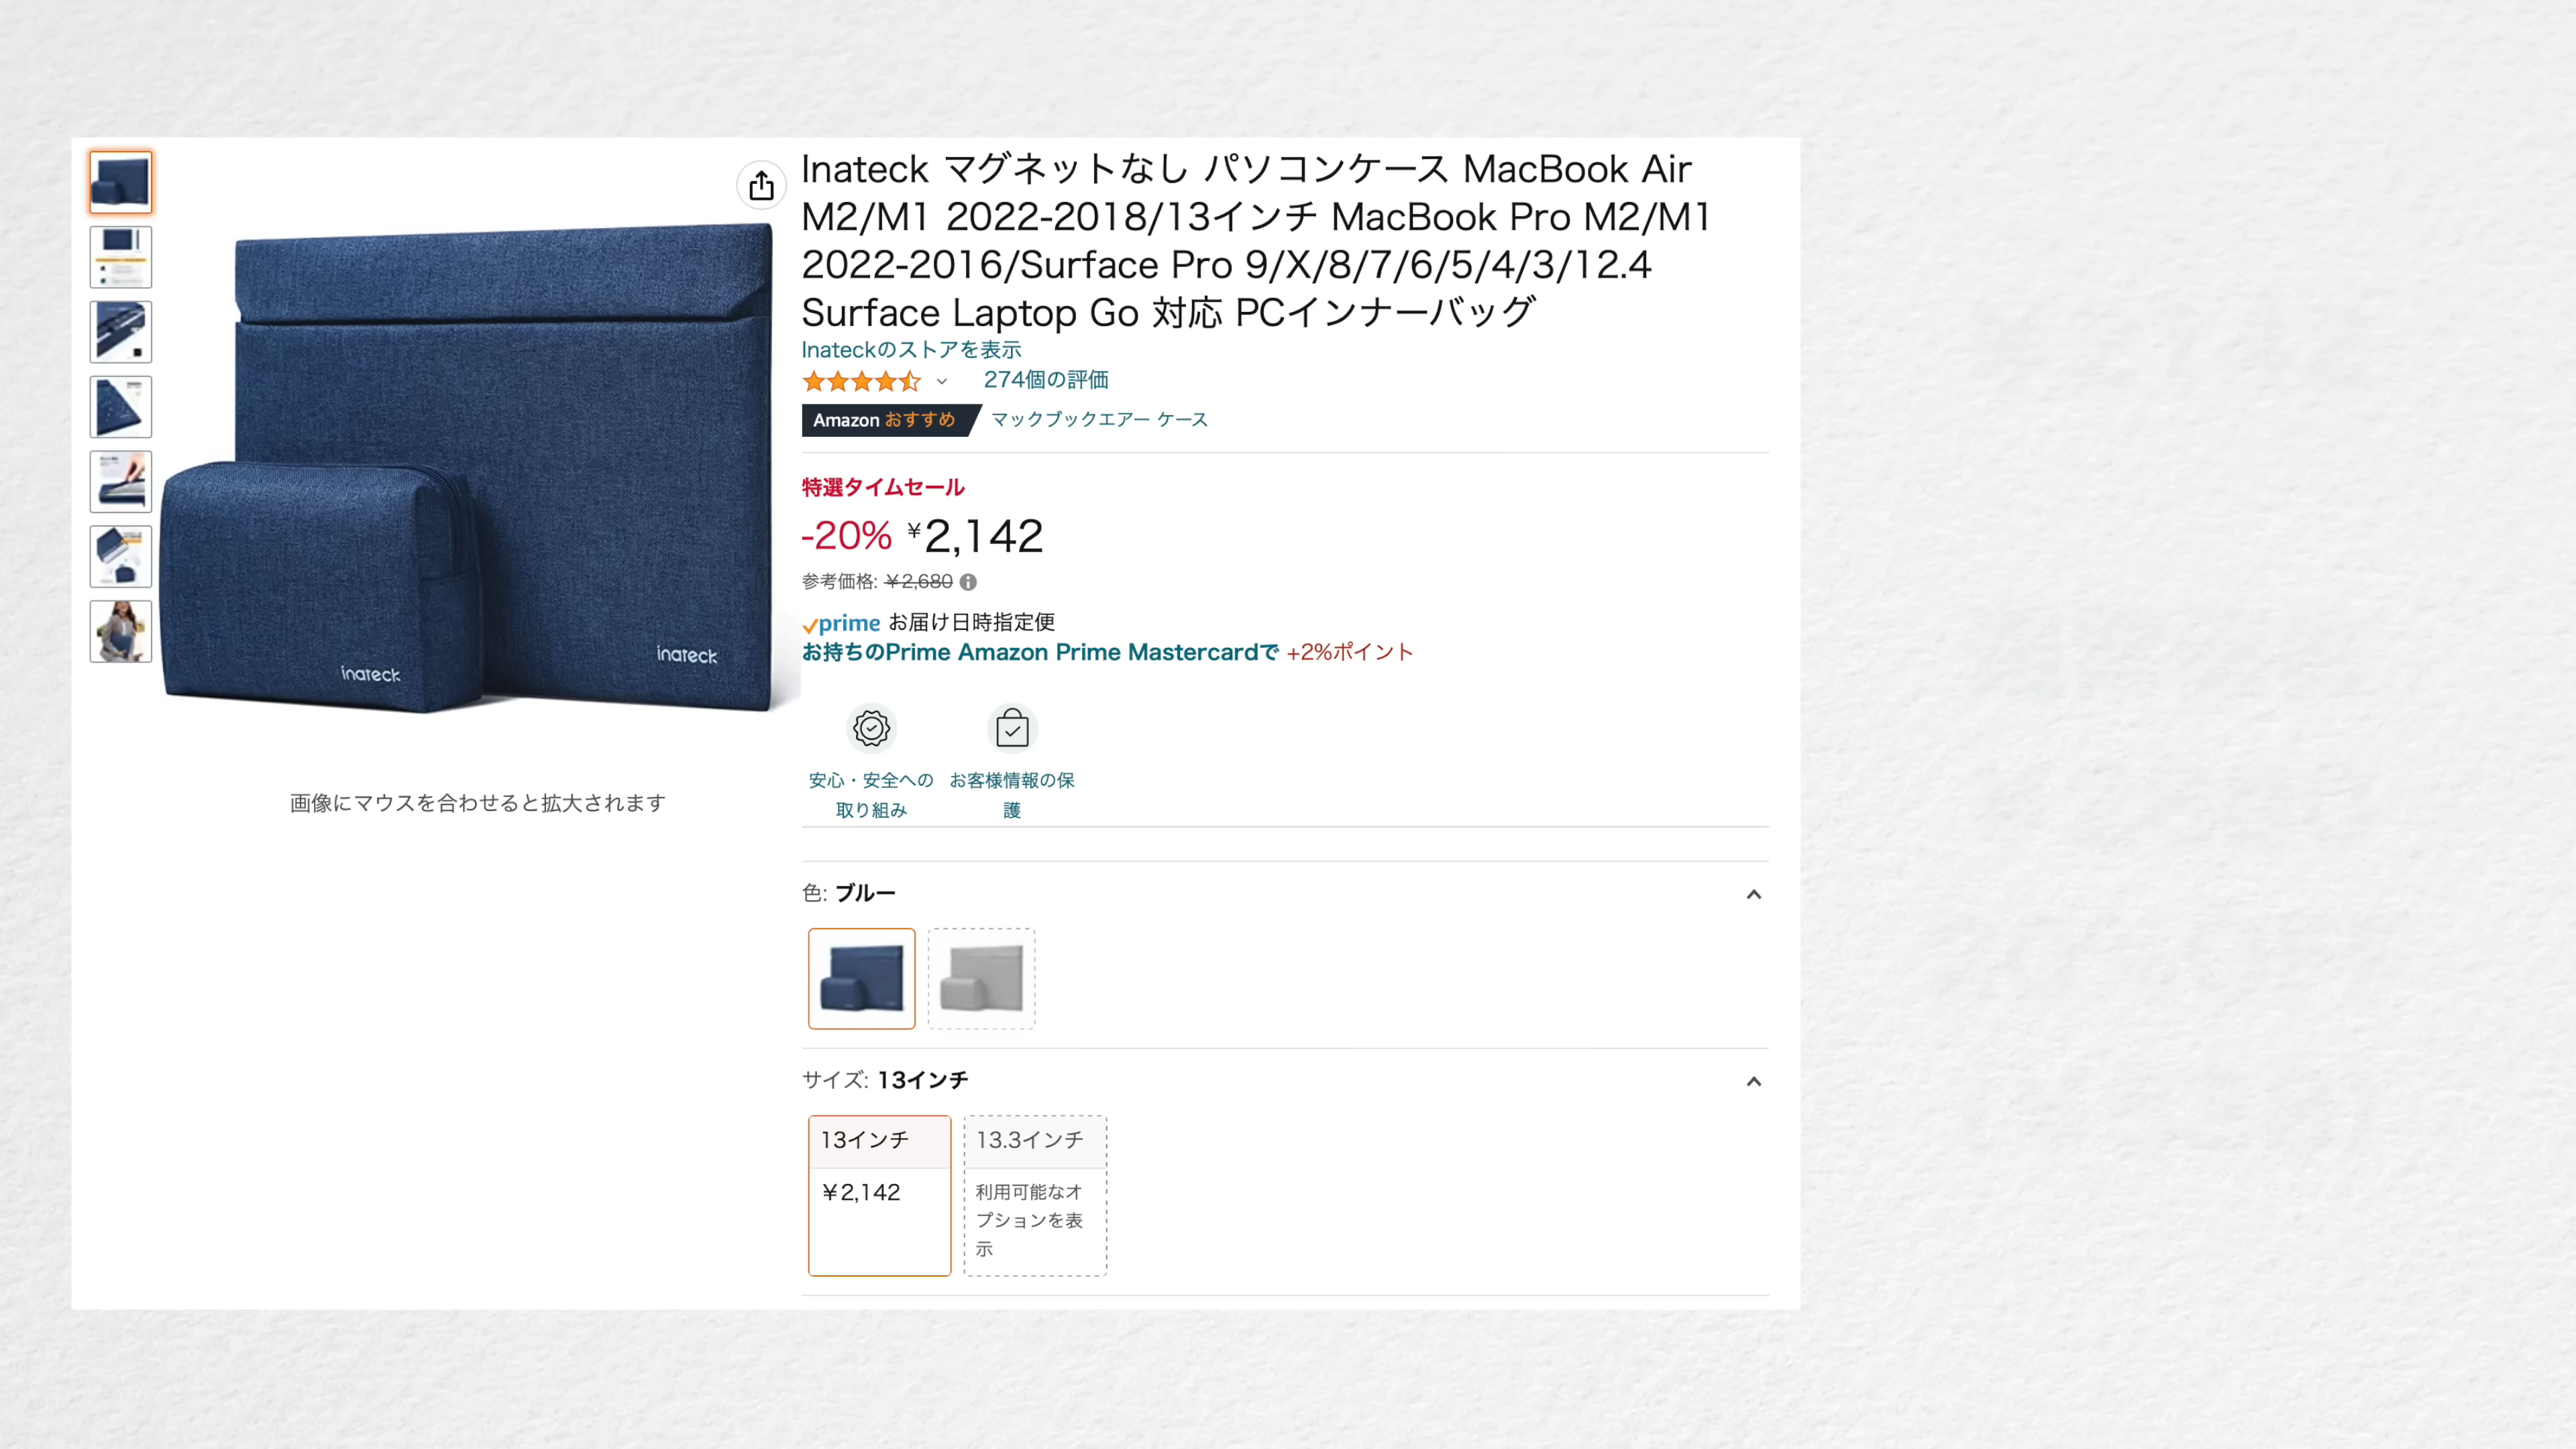 Inateck マグネットなし パソコンケース MacBook Air
M2/M1 2022-2018/13インチ MacBook Pro M2/M1
2022-2016/Surface Pro 9/X/8/7/6/5/4/3/12.4
Surface Laptop Go 対応 PCインナーバッグ
Inateckのストアを表示
274個の評価
Amazon おすすめ マックブックエアー ケース
特選タイムセール
-20% ¥2,142
参考価格: ¥2,680
prime お届け日時指定便
お持ちのPrime Amazon Prime Mastercardで +2%ポイント
安心・安全への
取り組み
お客様情報の保
護
色: ブルー
サイズ: 13インチ
13インチ
¥2,142
13.3インチ
利用可能なオ
プションを表
示
inateck
inateck
画像にマウスを合わせると拡大されます